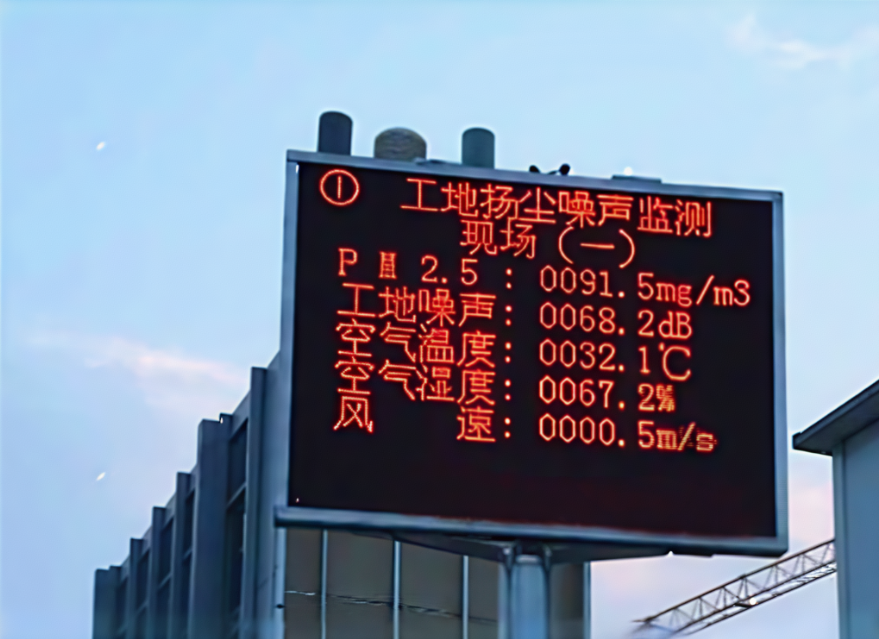 ① 工地扬尘噪声监测
现场（一）
PM2.5：0091.5mg/m3
工地噪声：0068.2dB
空气温度：0032.1℃
空气湿度：0067.2%
风速：0000.5m/s